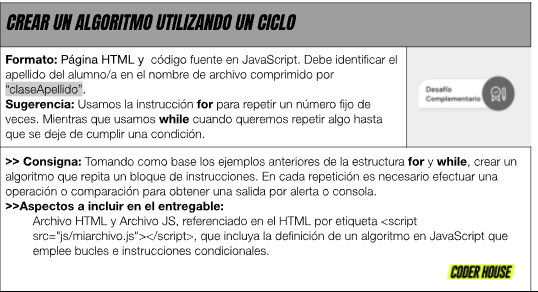 CREAR UN ALGORITMO UTILIZANDO UN CICLO
Formato: Página HTML y código fuente en JavaScript. Debe identificar el
apellido del alumno/a en el nombre de archivo comprimido por
“claseApellido”.
Sugerencia: Usamos la instrucción for para repetir un número fijo de
veces. Mientras que usamos while cuando queremos repetir algo hasta
que se deje de cumplir una condición.
Desafío
Complementario
>> Consigna: Tomando como base los ejemplos anteriores de la estructura for y while, crear un
algoritmo que repita un bloque de instrucciones. En cada repetición es necesario efectuar una
operación o comparación para obtener una salida por alerta o consola.
>>Aspectos a incluir en el entregable:
Archivo HTML y Archivo JS, referenciado en el HTML por etiqueta <script
src="js/miarchivo.js"></script>, que incluya la definición de un algoritmo en JavaScript que
emplee bucles e instrucciones condicionales.
CODER HOUSE